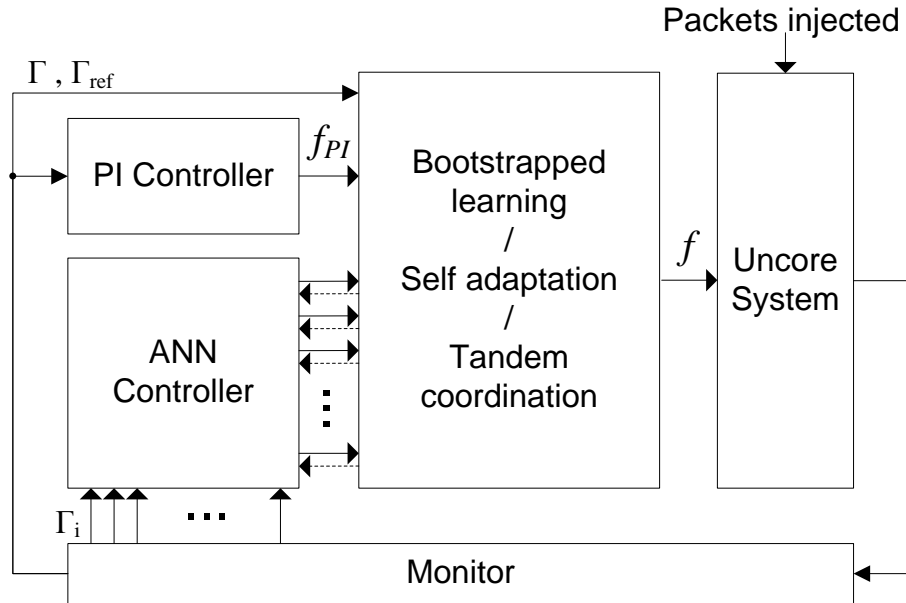 Packets injected
Γ , Γref
PI Controller
fPI
Bootstrapped
learning
/
Self adaptation
/
Tandem
coordination
f
Uncore
System
ANN
Controller
Γi
Monitor